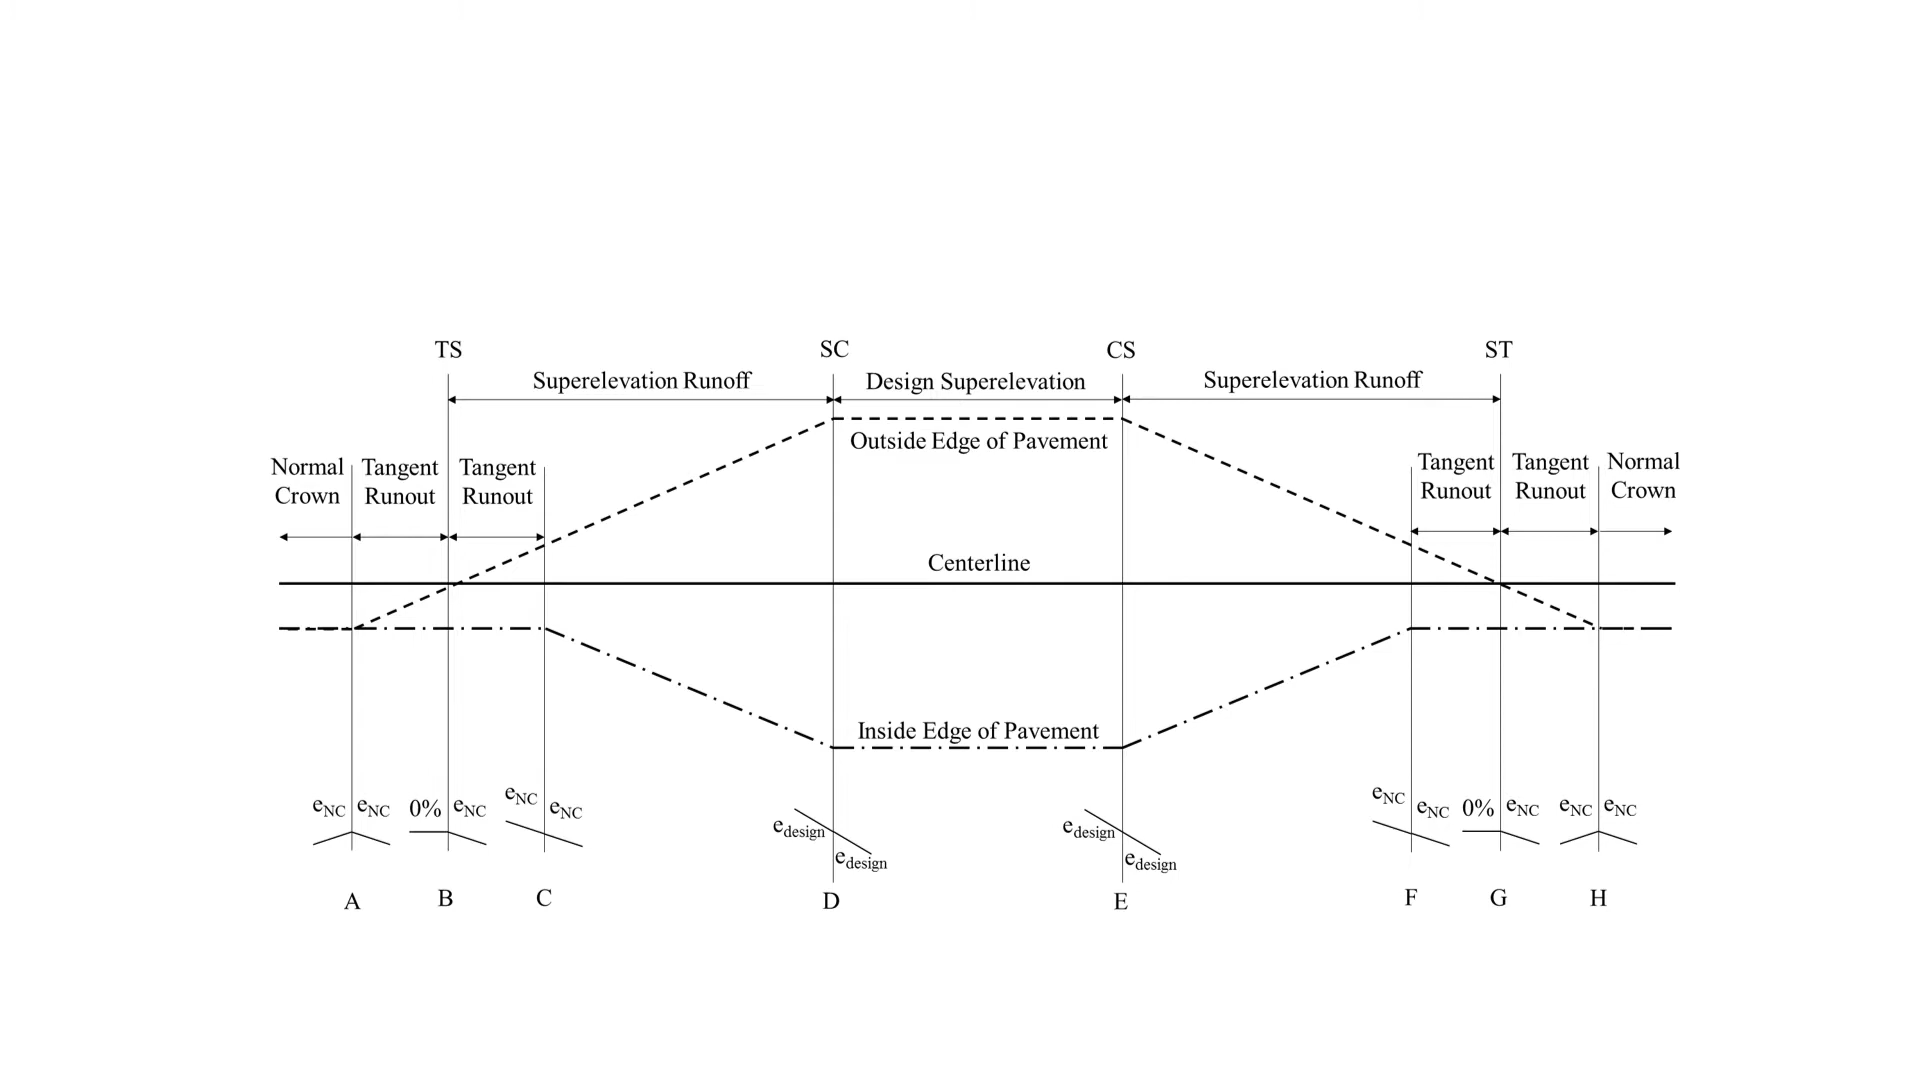 TS
SC
CS
ST
Superelevation Runoff
Design Superelevation
Superelevation Runoff
Outside Edge of Pavement
Normal
Crown
Tangent
Runout
Tangent
Runout
Tangent
Runout
Tangent
Runout
Normal
Crown
Centerline
Inside Edge of Pavement
eNC
eNC
0%
eNC
eNC
eNC
edesign
edesign
edesign
edesign
eNC
eNC
0%
eNC
eNC
eNC
A
B
C
D
E
F
G
H